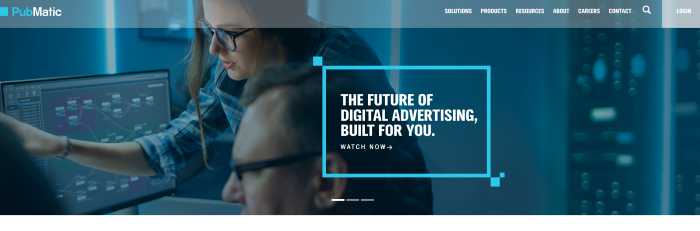 PubMatic
SOLUTIONS PRODUCTS RESOURCES ABOUT CAREERS CONTACT LOGIN
THE FUTURE OF
DIGITAL ADVERTISING,
BUILT FOR YOU.
WATCH NOW→